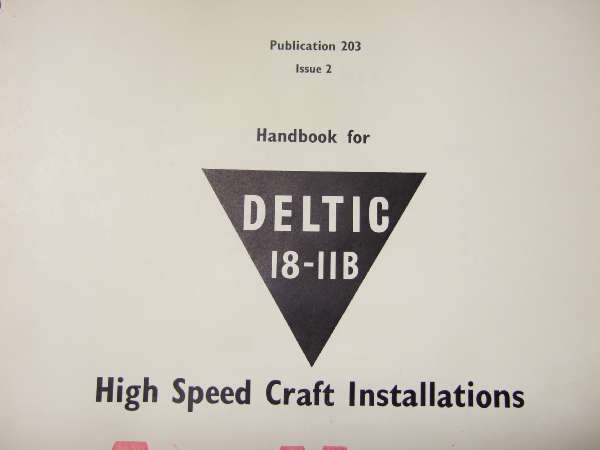 Publication 203
Issue 2
Handbook for
DELTIC
18-11B
High Speed Craft Installations